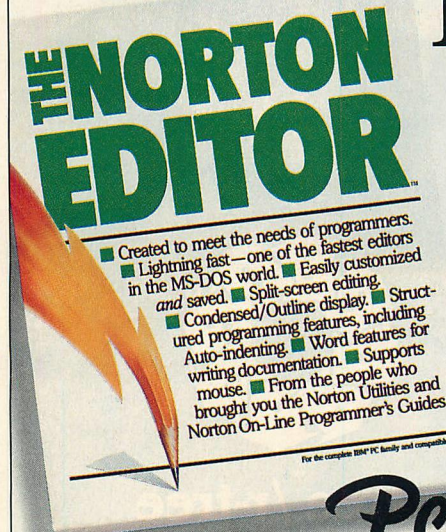 THE NORTON
EDITOR™
■ Created to meet the needs of programmers.
■ Lightning fast—one of the fastest editors
in the MS-DOS world. ■ Easily customized
and saved. ■ Split-screen editing.
■ Condensed/Outline display. ■ Struct-
ured programming features, including
Auto-indenting. ■ Word features for
writing documentation. ■ Supports
mouse. ■ From the people who
brought you the Norton Utilities and
Norton On-Line Programmer's Guides.
For the complete IBM® PC family and compatibles